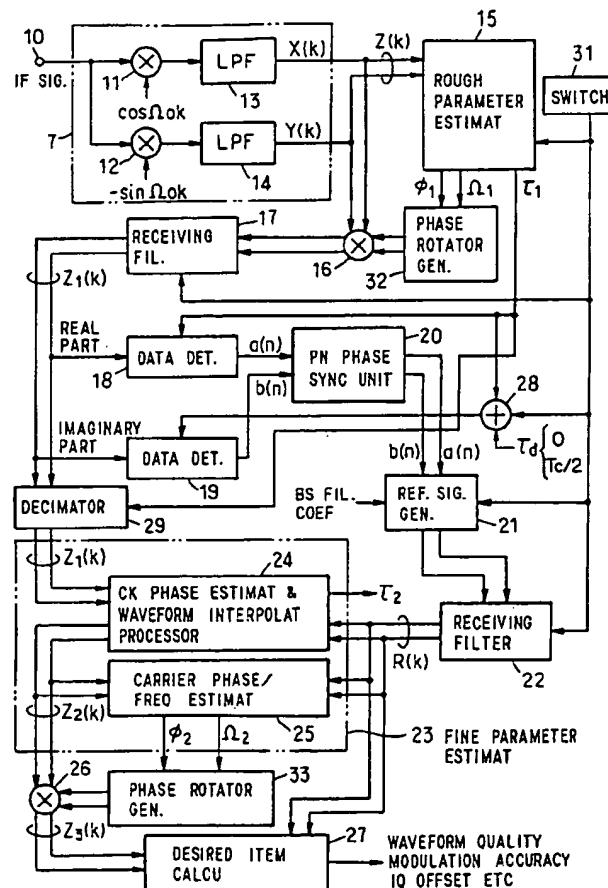 10
IF SIG.
11
LPF
X(k)
Z(k)
15
31
13
cosΩok
7
12
LPF
Y(k)
14
-sinΩok
ROUGH
PARAMETER
ESTIMAT
SWITCH
Φ1
Ω1
τ1
17
RECEIVING
FIL.
16
PHASE
ROTATOR
GEN.
32
Z1(k)
REAL
PART
DATA DET.
18
a(n)
b(n)
20
PN PHASE
SYNC UNIT
28
IMAGINARY
PART
DATA DET.
19
τd { 0
Tc/2
b(n)
a(n)
DECIMATOR
29
BS FIL.
COEF
REF. SIG.
GEN.
21
Z1(k)
24
CK PHASE ESTIMAT &
WAVEFORM INTERPOLAT
PROCESSOR
τ2
RECEIVING
FILTER
22
R(k)
CARRIER PHASE/
FREQ ESTIMAT
25
Z2(k)
Φ2
Ω2
23 FINE PARAMETER
ESTIMAT
26
PHASE ROTATOR
GEN.
33
Z3(k)
27
DESIRED ITEM
CALCU
WAVEFORM QUALITY
MODULATION ACCURACY
IQ OFFSET ETC